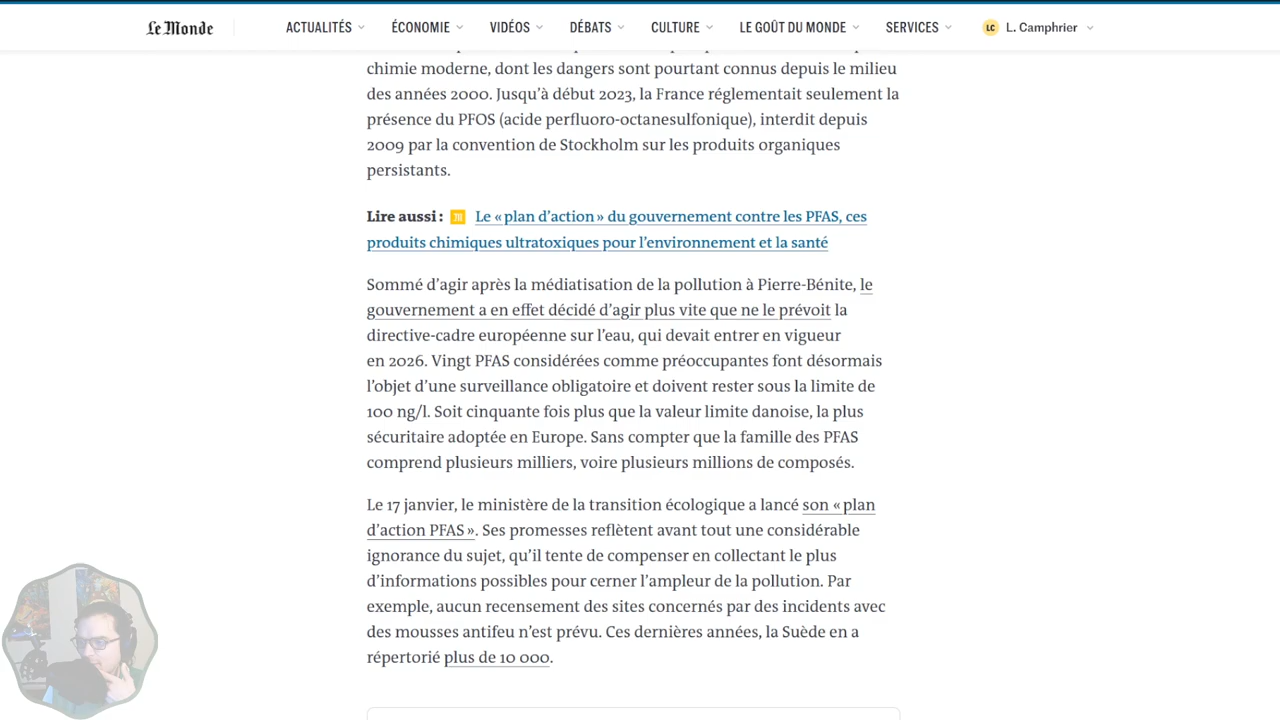 Le Monde
ACTUALITÉS
ÉCONOMIE
VIDÉOS
DÉBATS
CULTURE
LE GOÛT DU MONDE
SERVICES
LC
L. Camphrier
chimie moderne, dont les dangers sont pourtant connus depuis le milieu
des années 2000. Jusqu’à début 2023, la France réglementait seulement la
présence du PFOS (acide perfluoro-octanesulfonique), interdit depuis
2009 par la convention de Stockholm sur les produits organiques
persistants.
Lire aussi : M Le « plan d’action » du gouvernement contre les PFAS, ces
produits chimiques ultratoxiques pour l’environnement et la santé
Sommé d’agir après la médiatisation de la pollution à Pierre-Bénite, le
gouvernement a en effet décidé d’agir plus vite que ne le prévoit la
directive-cadre européenne sur l’eau, qui devait entrer en vigueur
en 2026. Vingt PFAS considérées comme préoccupantes font désormais
l’objet d’une surveillance obligatoire et doivent rester sous la limite de
100 ng/l. Soit cinquante fois plus que la valeur limite danoise, la plus
sécuritaire adoptée en Europe. Sans compter que la famille des PFAS
comprend plusieurs milliers, voire plusieurs millions de composés.
Le 17 janvier, le ministère de la transition écologique a lancé son « plan
d’action PFAS ». Ses promesses reflètent avant tout une considérable
ignorance du sujet, qu’il tente de compenser en collectant le plus
d’informations possibles pour cerner l’ampleur de la pollution. Par
exemple, aucun recensement des sites concernés par des incidents avec
des mousses antifeu n’est prévu. Ces dernières années, la Suède en a
répertorié plus de 10 000.